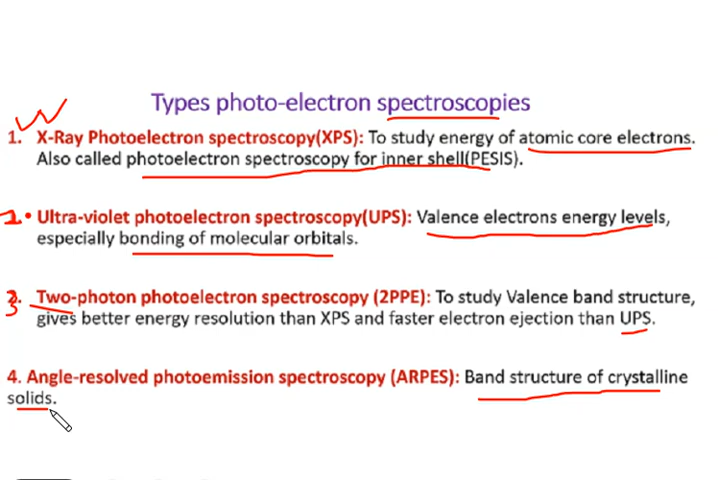 Types photo-electron spectroscopies
1. X-Ray Photoelectron spectroscopy(XPS): To study energy of atomic core electrons.
Also called photoelectron spectroscopy for inner shell(PESIS).
2• Ultra-violet photoelectron spectroscopy(UPS): Valence electrons energy levels,
especially bonding of molecular orbitals.
3. Two-photon photoelectron spectroscopy (2PPE): To study Valence band structure,
gives better energy resolution than XPS and faster electron ejection than UPS.
4. Angle-resolved photoemission spectroscopy (ARPES): Band structure of crystalline
solids.